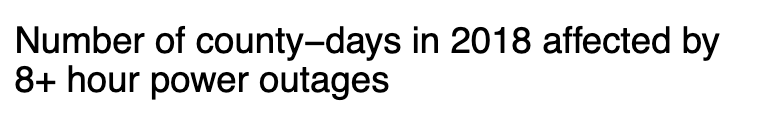 Number of county–days in 2018 affected by
8+ hour power outages